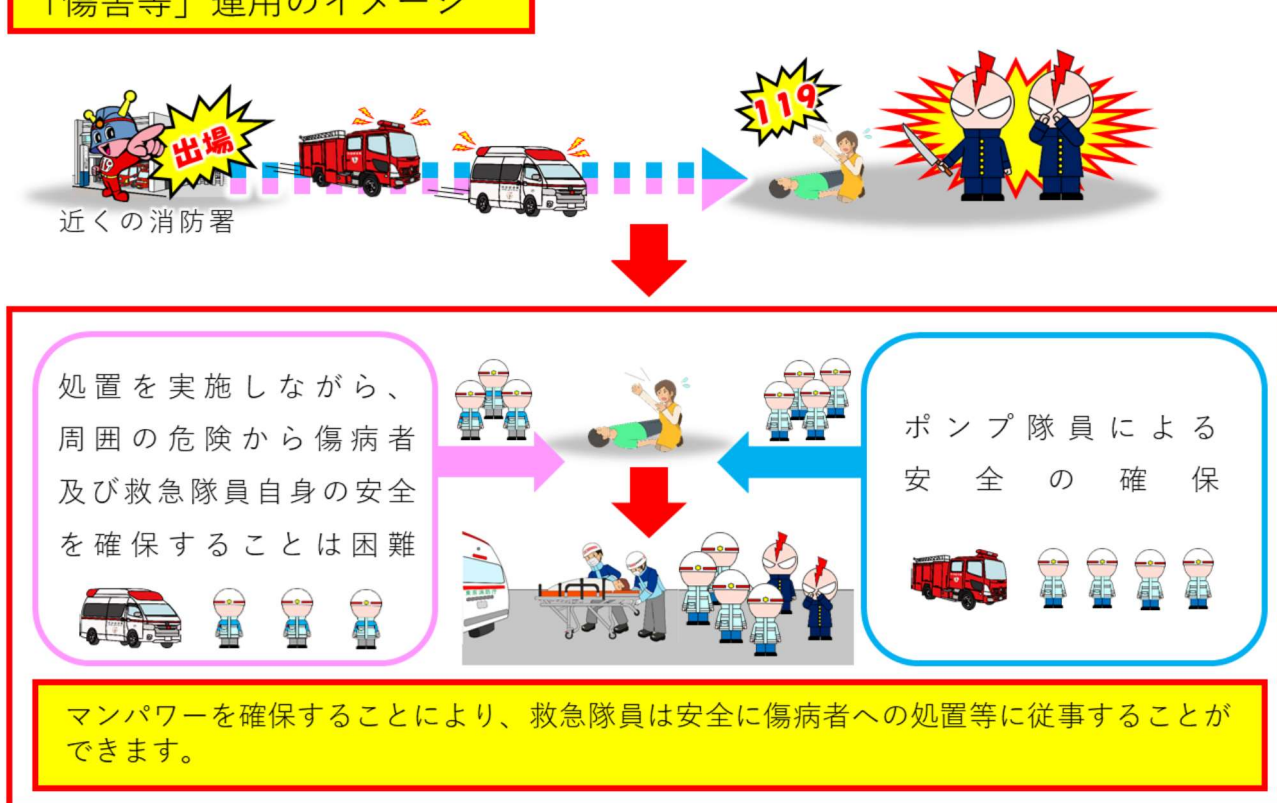 「傷害等」運用のイメージ
119
出場
近くの消防署
処置を実施しながら、
周囲の危険から傷病者
及び救急隊員自身の安全
を確保することは困難
ポンプ隊員による
安全の確保
マンパワーを確保することにより、救急隊員は安全に傷病者への処置等に従事することが
できます。